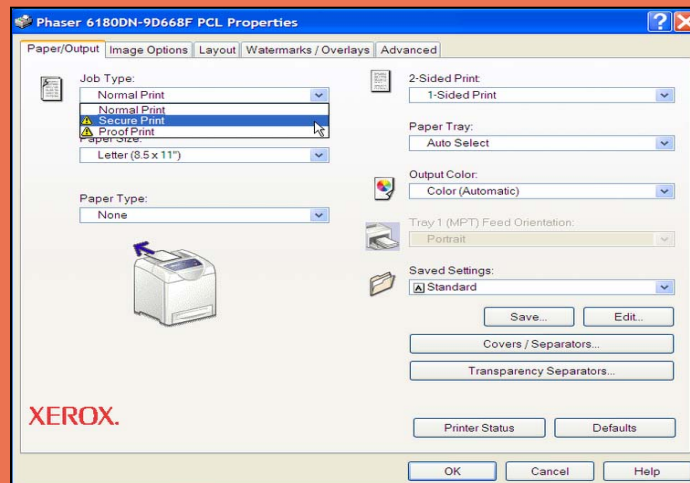 Phaser 6180DN-9D668F PCL Properties
Paper/Output Image Options Layout Watermarks / Overlays Advanced
Job Type:
Normal Print
Normal Print
Secure Print
Proof Print
Paper Size:
Letter (8.5 x 11")
Paper Type:
None
XEROX.
2-Sided Print:
1-Sided Print
Paper Tray:
Auto Select
Output Color:
Color (Automatic)
Tray 1 (MPT) Feed Orientation:
Portrait
Saved Settings:
A Standard
Save... Edit...
Covers / Separators...
Transparency Separators...
Printer Status Defaults
OK Cancel Help